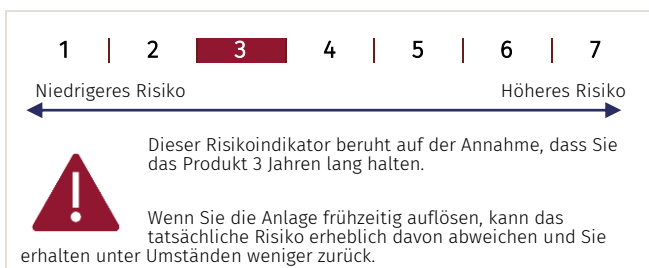 1 | 2 | 3 4 | 5 | 6 | 7
Niedrigeres Risiko Höheres Risiko
Dieser Risikoindikator beruht auf der Annahme, dass Sie
das Produkt 3 Jahren lang halten.
Wenn Sie die Anlage frühzeitig auflösen, kann das
tatsächliche Risiko erheblich davon abweichen und Sie
erhalten unter Umständen weniger zurück.